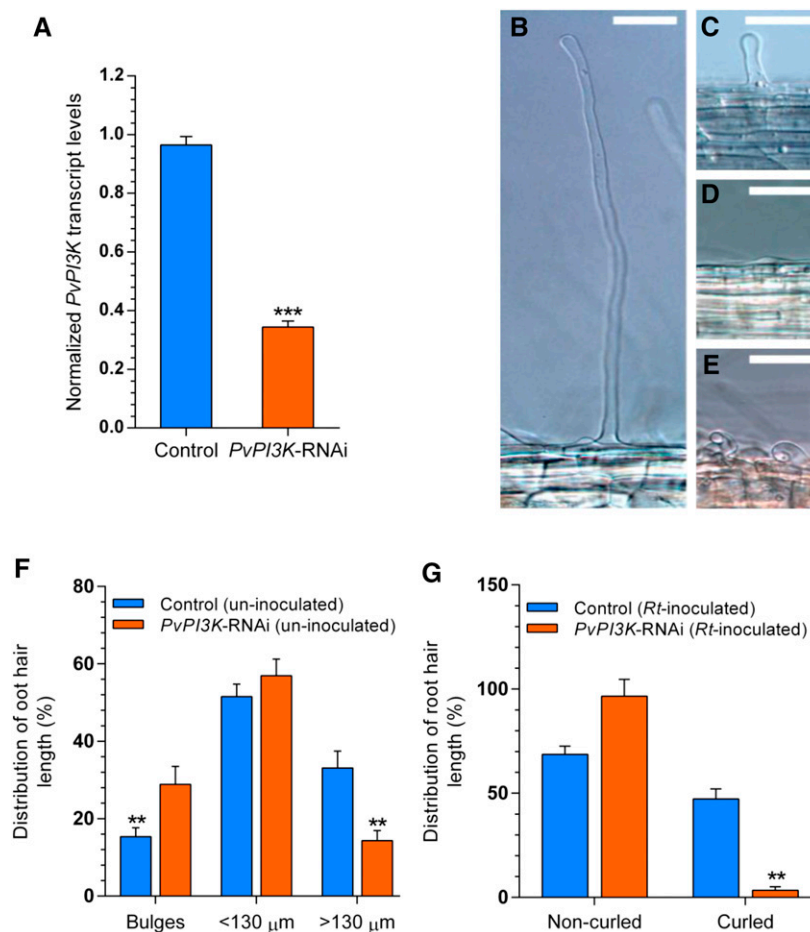 A
Normalized PvPI3K transcript levels
1.2
1.0
0.8
0.6
0.4
0.2
0.0
***
Control
PvPI3K-RNAi
B
C
D
E
F
Distribution of oot hair
length (%)
80
60
40
20
0
Control (un-inoculated)
PvPI3K-RNAi (un-inoculated)
**
**
Bulges
<130 μm
>130 μm
G
Distribution of root hair
length (%)
150
100
50
0
Control (Rt-inoculated)
PvPI3K-RNAi (Rt-inoculated)
**
Non-curled
Curled